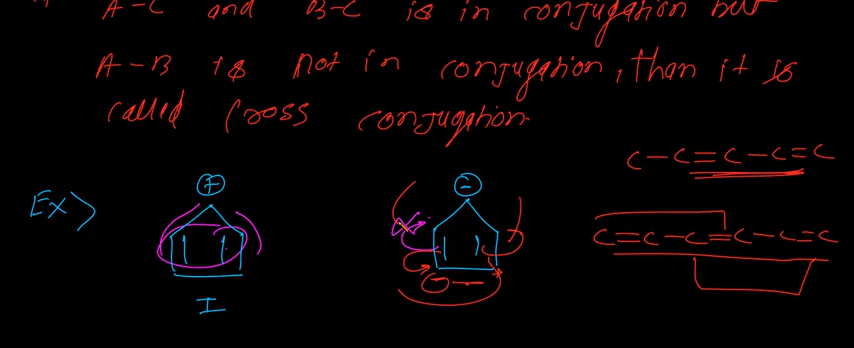 A-C and B-C is in conjugation but
A-B is not in conjugation, than it is
called Cross conjugation.
C-C=C-C=C
Ex> + -
C=C-C=C-C=C
I